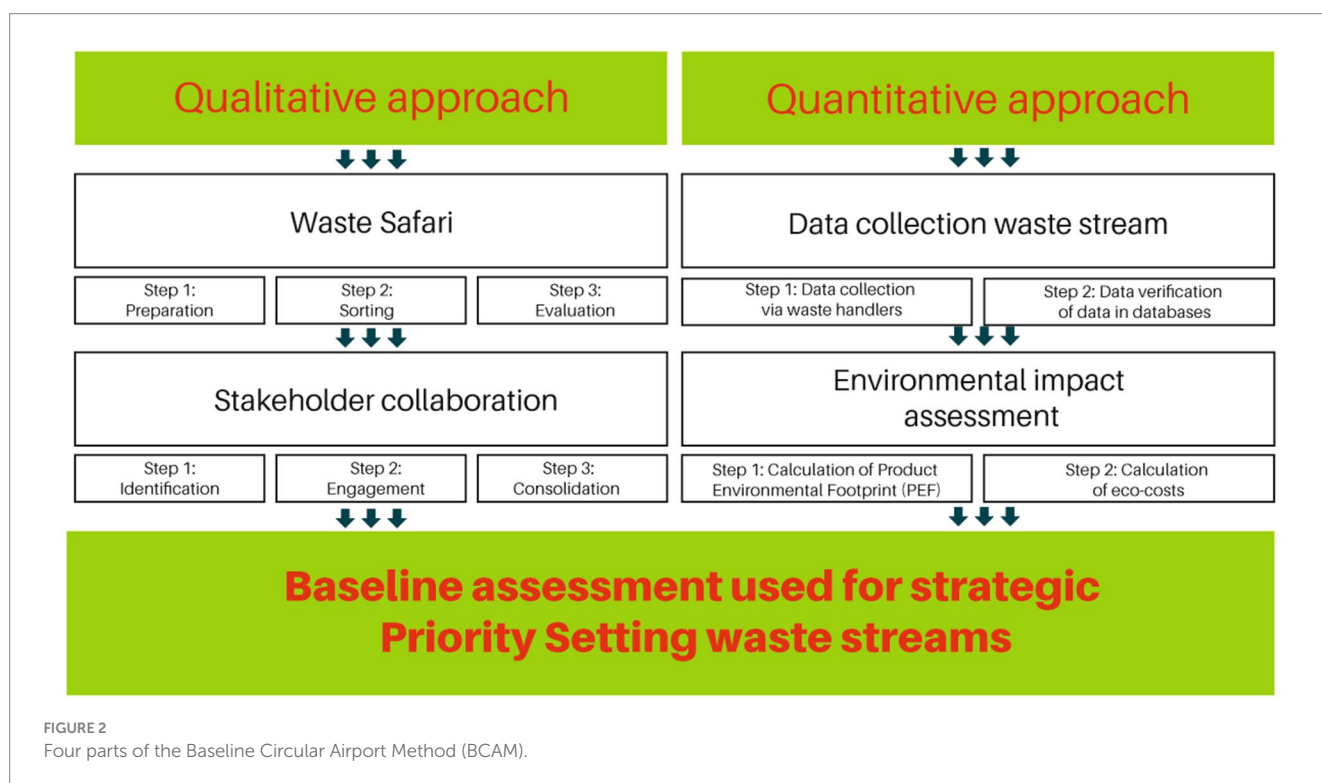 Qualitative approach
Quantitative approach
Waste Safari
Data collection waste stream
Step 1:
Preparation
Step 2:
Sorting
Step 3:
Evaluation
Step 1: Data collection
via waste handlers
Step 2: Data verification
of data in databases
Stakeholder collaboration
Environmental impact
assessment
Step 1:
Identification
Step 2:
Engagement
Step 3:
Consolidation
Step 1: Calculation of Product
Environmental Footprint (PEF)
Step 2: Calculation
of eco-costs
Baseline assessment used for strategic
Priority Setting waste streams
FIGURE 2
Four parts of the Baseline Circular Airport Method (BCAM).